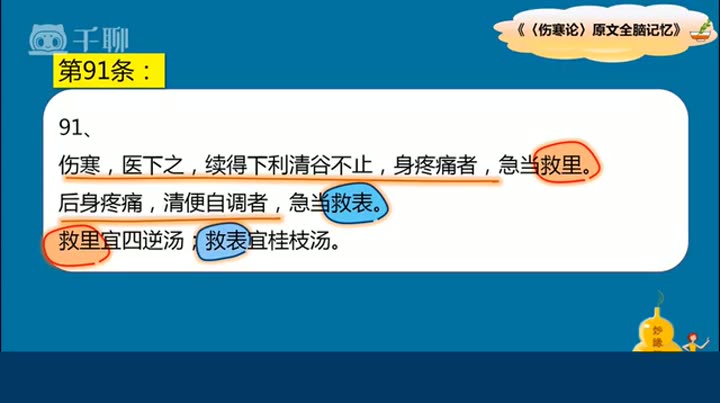 千聊
《〈伤寒论〉原文全脑记忆》
第91条：
91、
伤寒，医下之，续得下利清谷不止，身疼痛者，急当救里。
后身疼痛，清便自调者，急当救表。
救里宜四逆汤；救表宜桂枝汤。